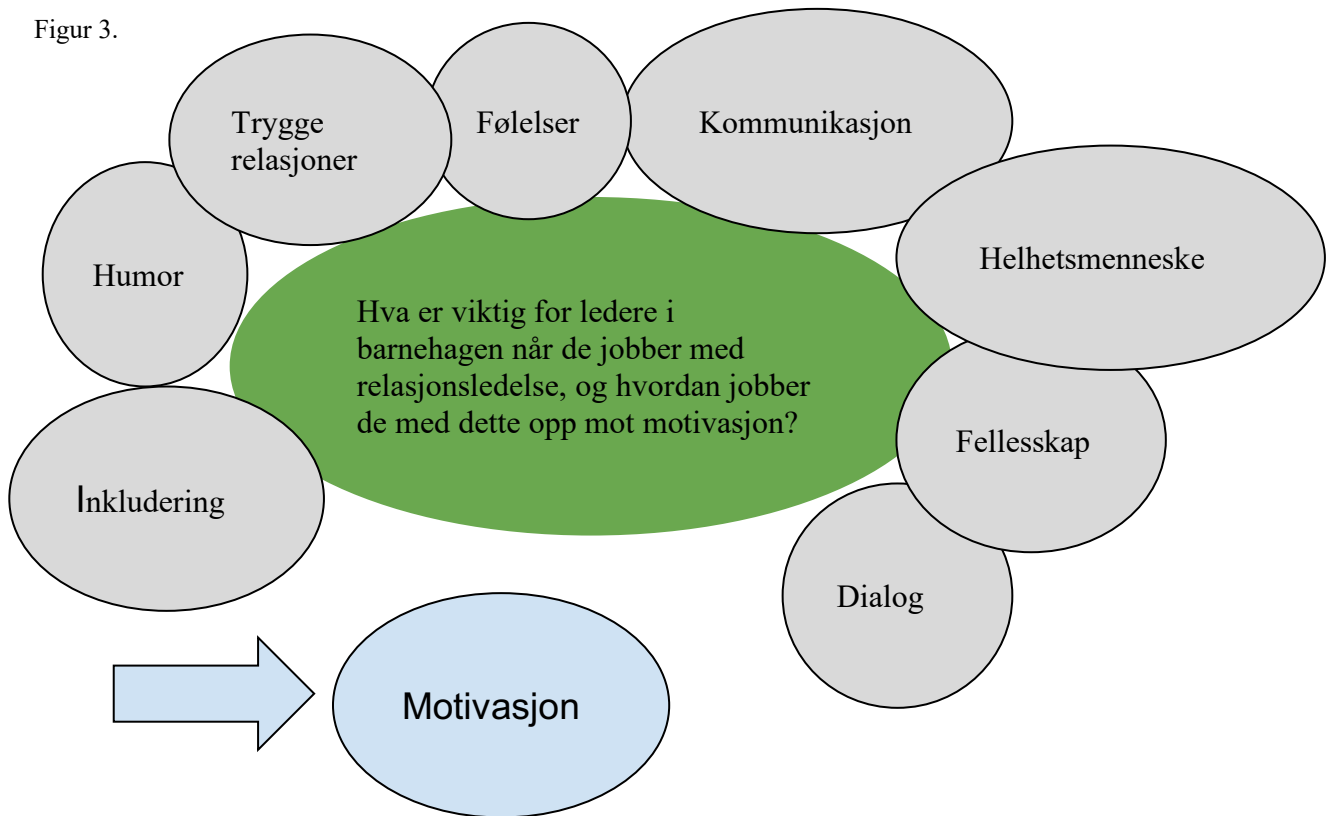 Figur 3.
Trygge
relasjoner
Følelser
Kommunikasjon
Helhetsmenneske
Humor
Hva er viktig for ledere i
barnehagen når de jobber med
relasjonsledelse, og hvordan jobber
de med dette opp mot motivasjon?
Fellesskap
Inkludering
Dialog
Motivasjon